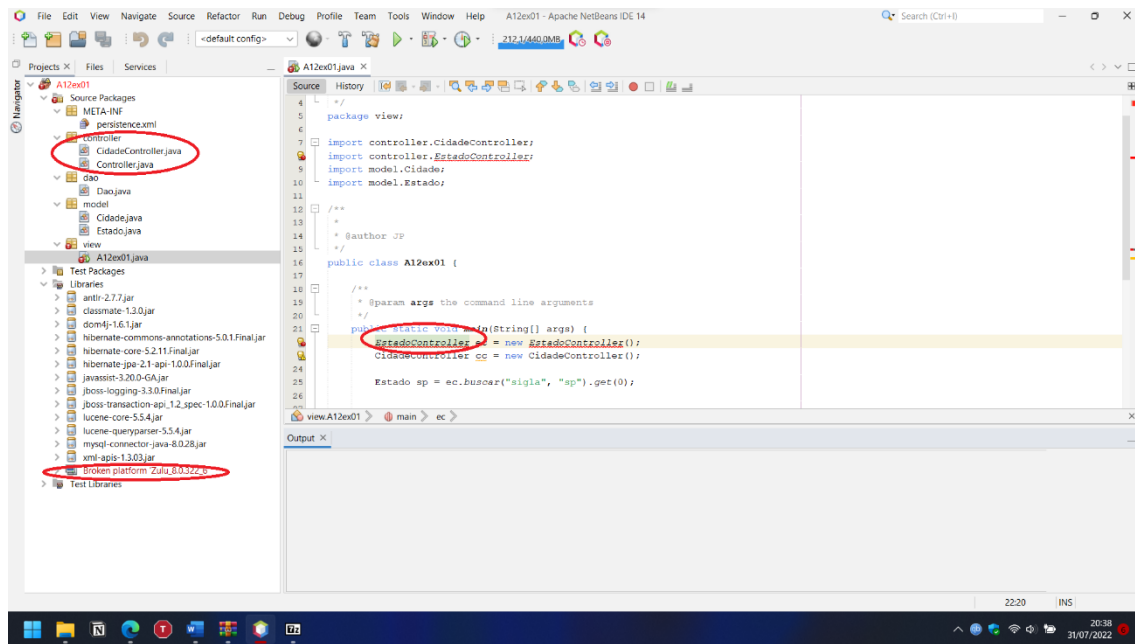 File Edit View Navigate Source Refactor Run Debug Profile Team Tools Window Help A12ex01 - Apache NetBeans IDE 14 Search (Ctrl+I)
<default config> 212,1/440,0MB
Projects × Files Services
Navigator
A12ex01
Source Packages
META-INF
persistence.xml
controller
CidadeController.java
Controller.java
dao
Dao.java
model
Cidade.java
Estado.java
view
A12ex01.java
Test Packages
Libraries
antlr-2.7.7.jar
classmate-1.3.0.jar
dom4j-1.6.1.jar
hibernate-commons-annotations-5.0.1.Final.jar
hibernate-core-5.2.11.Final.jar
hibernate-jpa-2.1-api-1.0.0.Final.jar
javassist-3.20.0-GA.jar
jboss-logging-3.3.0.Final.jar
jboss-transaction-api_1.2_spec-1.0.0.Final.jar
lucene-core-5.5.4.jar
lucene-queryparser-5.5.4.jar
mysql-connector-java-8.0.28.jar
xml-apis-1.3.03.jar
Broken platform 'Zulu_8.0.322_6'
Test Libraries
A12ex01.java ×
Source History
4 */
5 package view;
6
7 import controller.CidadeController;
import controller.EstadoController;
9 import model.Cidade;
10 import model.Estado;
11
12 /**
13 *
14 * @author JP
15 */
16 public class A12ex01 {
17
18 /**
19 * @param args the command line arguments
20 */
21 public static void main(String[] args) {
EstadoController ec = new EstadoController();
CidadeController cc = new CidadeController();
24
25 Estado sp = ec.buscar("sigla", "sp").get(0);
26
view.A12ex01 main ec
Output ×
22:20 INS
20:38
31/07/2022